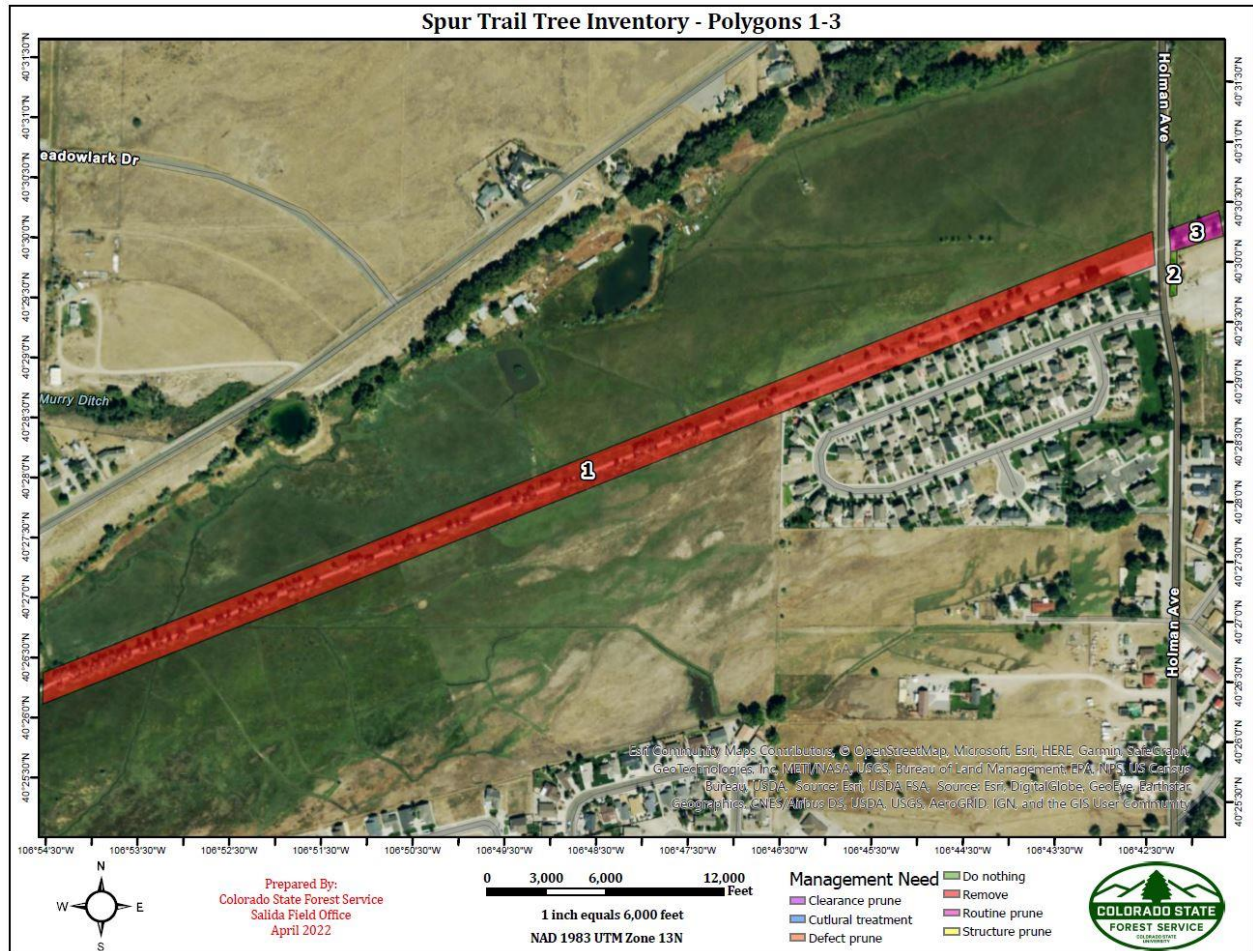 Spur Trail Tree Inventory - Polygons 1-3
40°31'30"N
40°31'0"N
40°30'30"N
40°30'0"N
40°29'30"N
40°29'0"N
40°28'30"N
40°28'0"N
40°27'30"N
40°27'0"N
40°26'30"N
40°26'0"N
40°25'30"N
eadowlark Dr
Murry Ditch
Holman Ave
3
2
1
Holman Ave
40°31'30"N
40°31'0"N
40°30'30"N
40°30'0"N
40°29'30"N
40°29'0"N
40°28'30"N
40°28'0"N
40°27'30"N
40°27'0"N
40°26'30"N
40°26'0"N
40°25'30"N
Esri Community Maps Contributors, © OpenStreetMap, Microsoft, Esri, HERE, Garmin, SafeGraph,
GeoTechnologies, Inc, METI/NASA, USGS, Bureau of Land Management, EPA, NPS, US Census
Bureau, USDA, Source: Esri, USDA FSA, Source: Esri, DigitalGlobe, GeoEye, Earthstar
Geographics, CNES/Airbus DS, USDA, USGS, AeroGRID, IGN, and the GIS User Community
106°54'30"W 106°53'30"W 106°52'30"W 106°51'30"W 106°50'30"W 106°49'30"W 106°48'30"W 106°47'30"W 106°46'30"W 106°45'30"W 106°44'30"W 106°43'30"W 106°42'30"W
N
W E
S
Prepared By:
Colorado State Forest Service
Salida Field Office
April 2022
0 3,000 6,000 12,000
Feet
1 inch equals 6,000 feet
NAD 1983 UTM Zone 13N
Management Need
Clearance prune
Cutlural treatment
Defect prune
Do nothing
Remove
Routine prune
Structure prune
COLORADO STATE
FOREST SERVICE
COLORADO STATE
UNIVERSITY